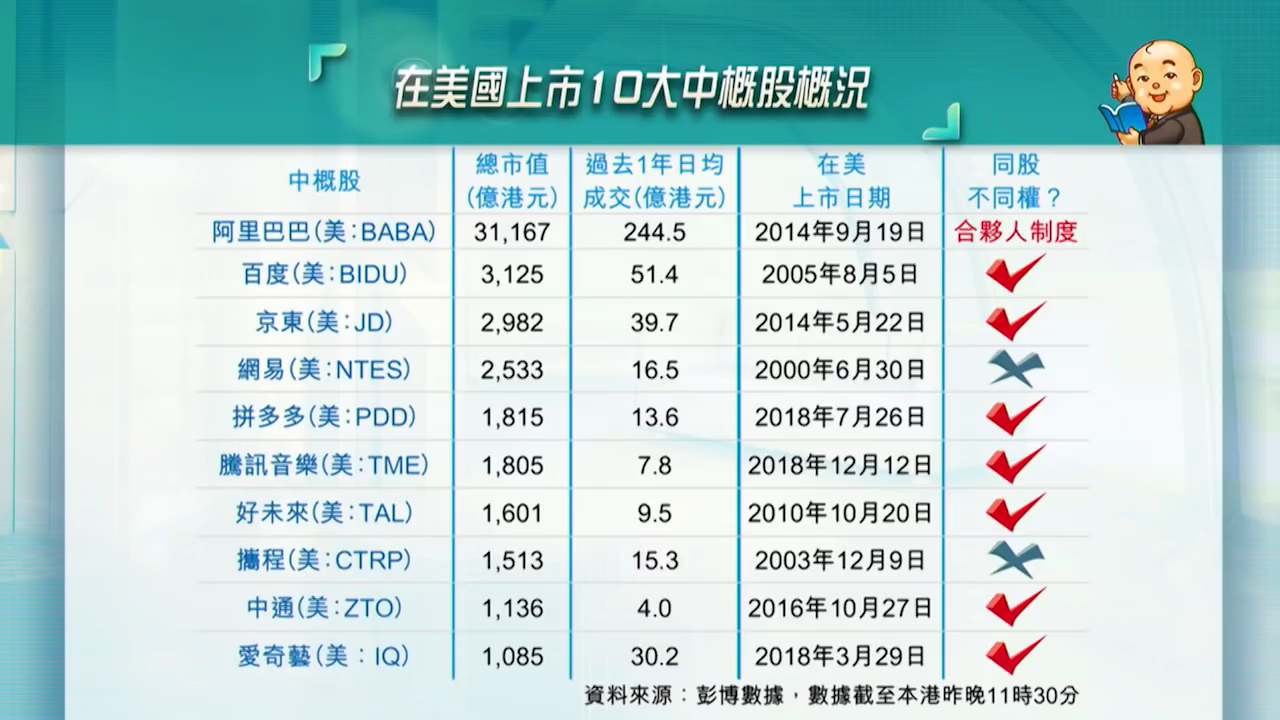 在美國上市10大中概股概況
中概股 總市值(億港元) 過去1年日均成交(億港元) 在美上市日期 同股不同權？
阿里巴巴(美:BABA) 31,167 244.5 2014年9月19日 合夥人制度
百度(美:BIDU) 3,125 51.4 2005年8月5日
京東(美:JD) 2,982 39.7 2014年5月22日
網易(美:NTES) 2,533 16.5 2000年6月30日
拼多多(美:PDD) 1,815 13.6 2018年7月26日
騰訊音樂(美:TME) 1,805 7.8 2018年12月12日
好未來(美:TAL) 1,601 9.5 2010年10月20日
攜程(美:CTRP) 1,513 15.3 2003年12月9日
中通(美:ZTO) 1,136 4.0 2016年10月27日
愛奇藝(美：IQ) 1,085 30.2 2018年3月29日
資料來源：彭博數據，數據截至本港昨晚11時30分